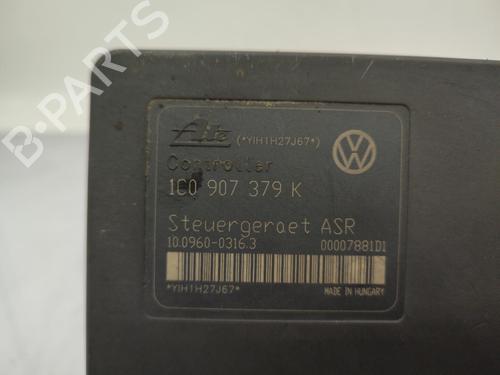 B-PARTS
Ate (*YIH1H27J67*)
Controller
1C0 907 379 K
Steuergeraet ASR
10.0960-0316.3 00007881D1
*YIH1H27J67* MADE IN HUNGARY